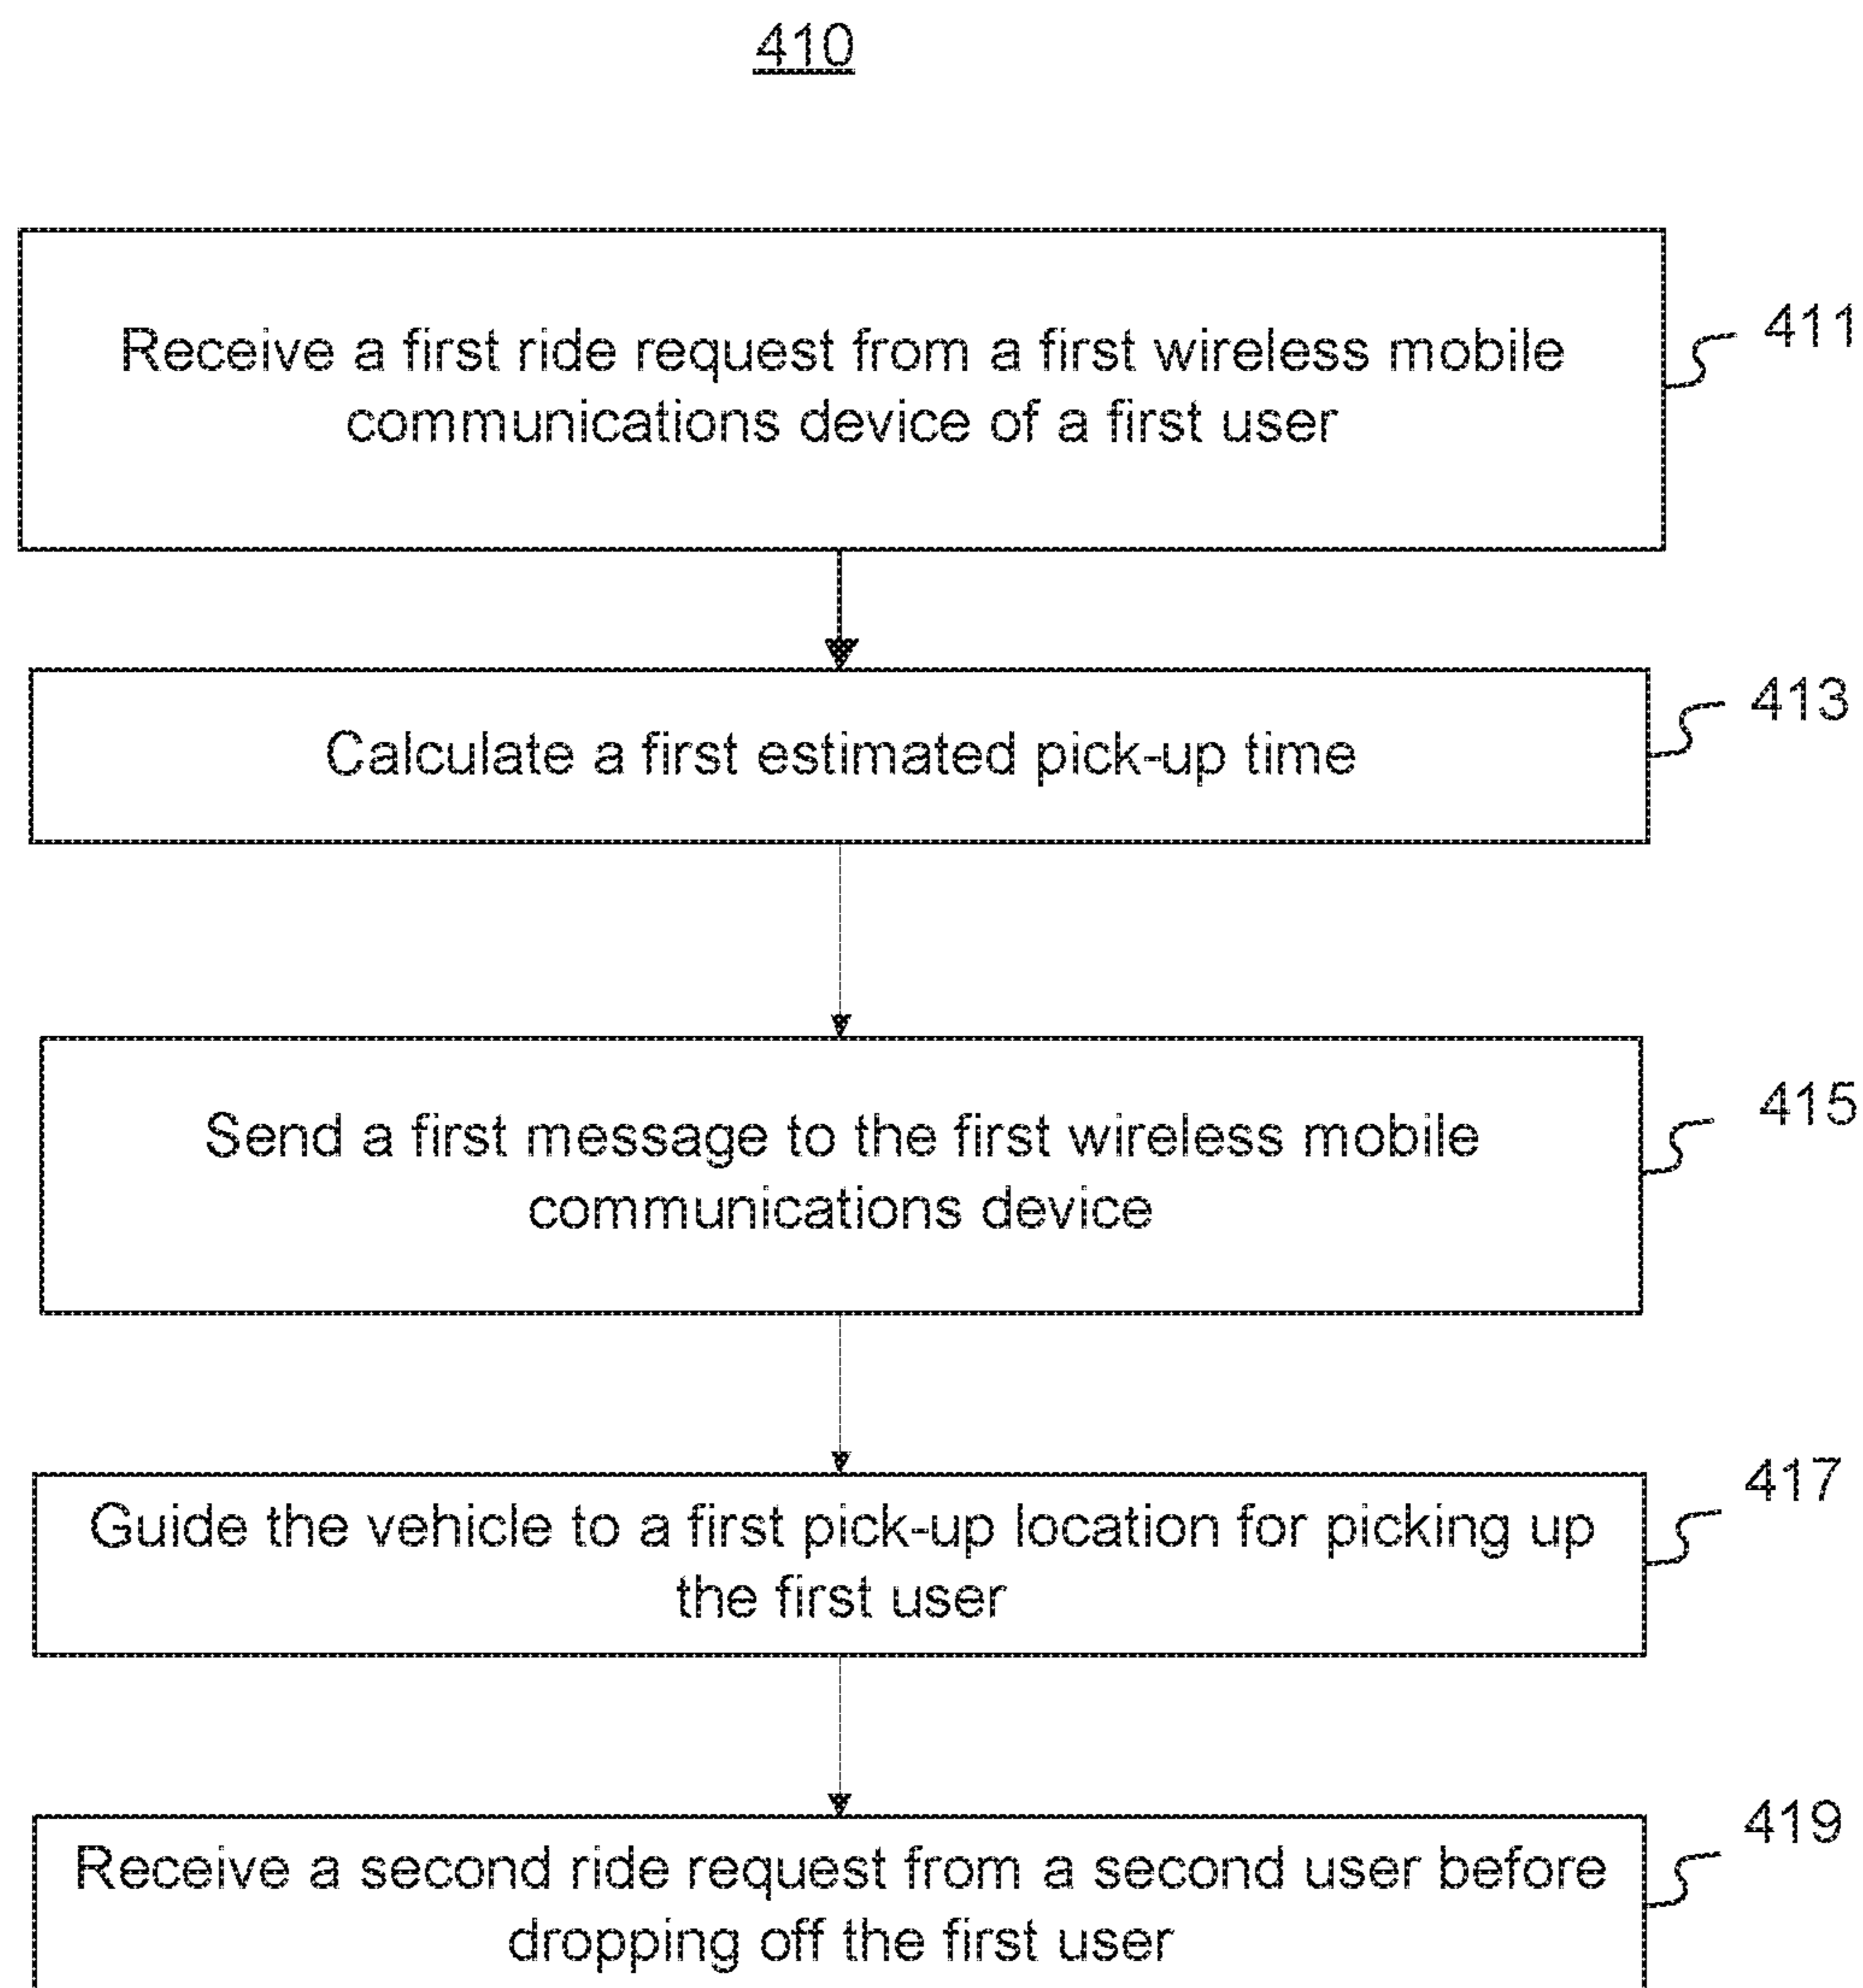 410
Receive a first ride request from a first wireless mobile
communications device of a first user
411
Calculate a first estimated pick-up time
413
Send a first message to the first wireless mobile
communications device
415
Guide the vehicle to a first pick-up location for picking up
the first user
417
Receive a second ride request from a second user before
dropping off the first user
419